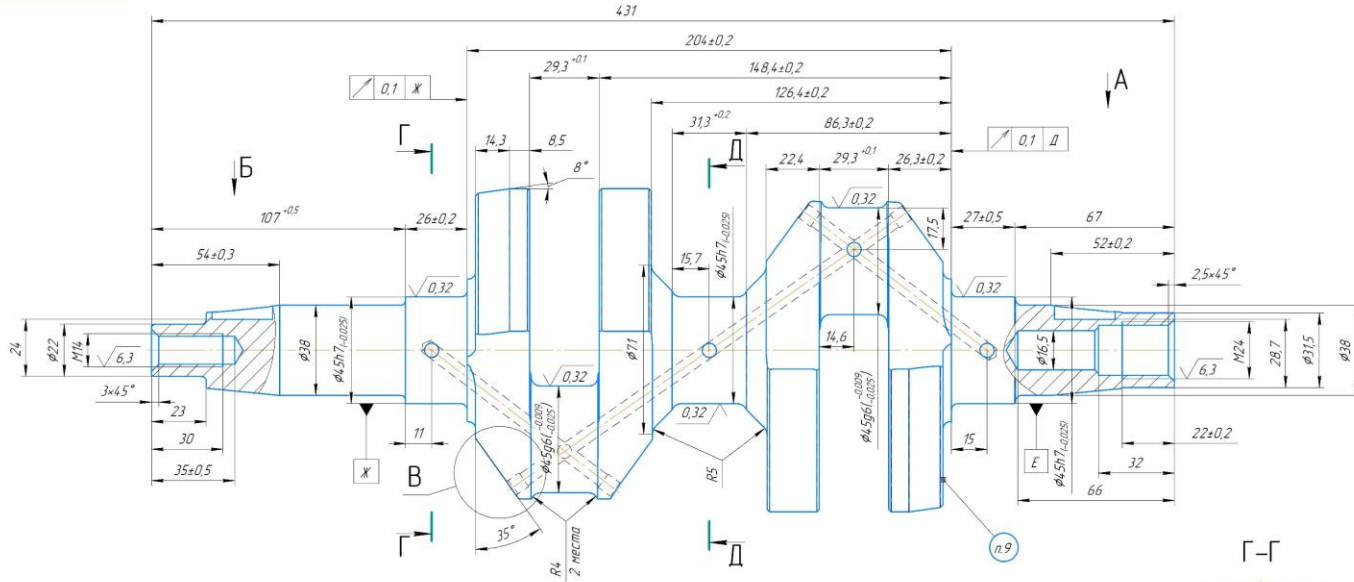 431
204±0,2
29,3 +0,1
148,4±0,2
0,1 Ж
126,4±0,2
А
31,3 +0,2
86,3±0,2
Г
14,3
8,5
Д
22,4
29,3 +0,1
26,3±0,2
0,1 Д
Б
8°
107 +0,5
26±0,2
0,32
17,5
27±0,5
67
54±0,3
15,7
Ø45h7(-0,025)
52±0,2
2,5×45°
0,32
0,32
24
Ø22
М14
6,3
Ø38
Ø45h7(-0,025)
Ø71
14,6
Ø16,5
М24
28,7
Ø31,5
Ø38
6,3
3×45°
0,32
0,32
23
11
Ø45g6(-0,009 -0,025)
Ø45g6(-0,009 -0,025)
15
Ø45h7(-0,025)
22±0,2
30
Ж
В
R5
Е
32
35±0,5
66
Г
35°
R4
2 места
Д
п.9
Г-Г